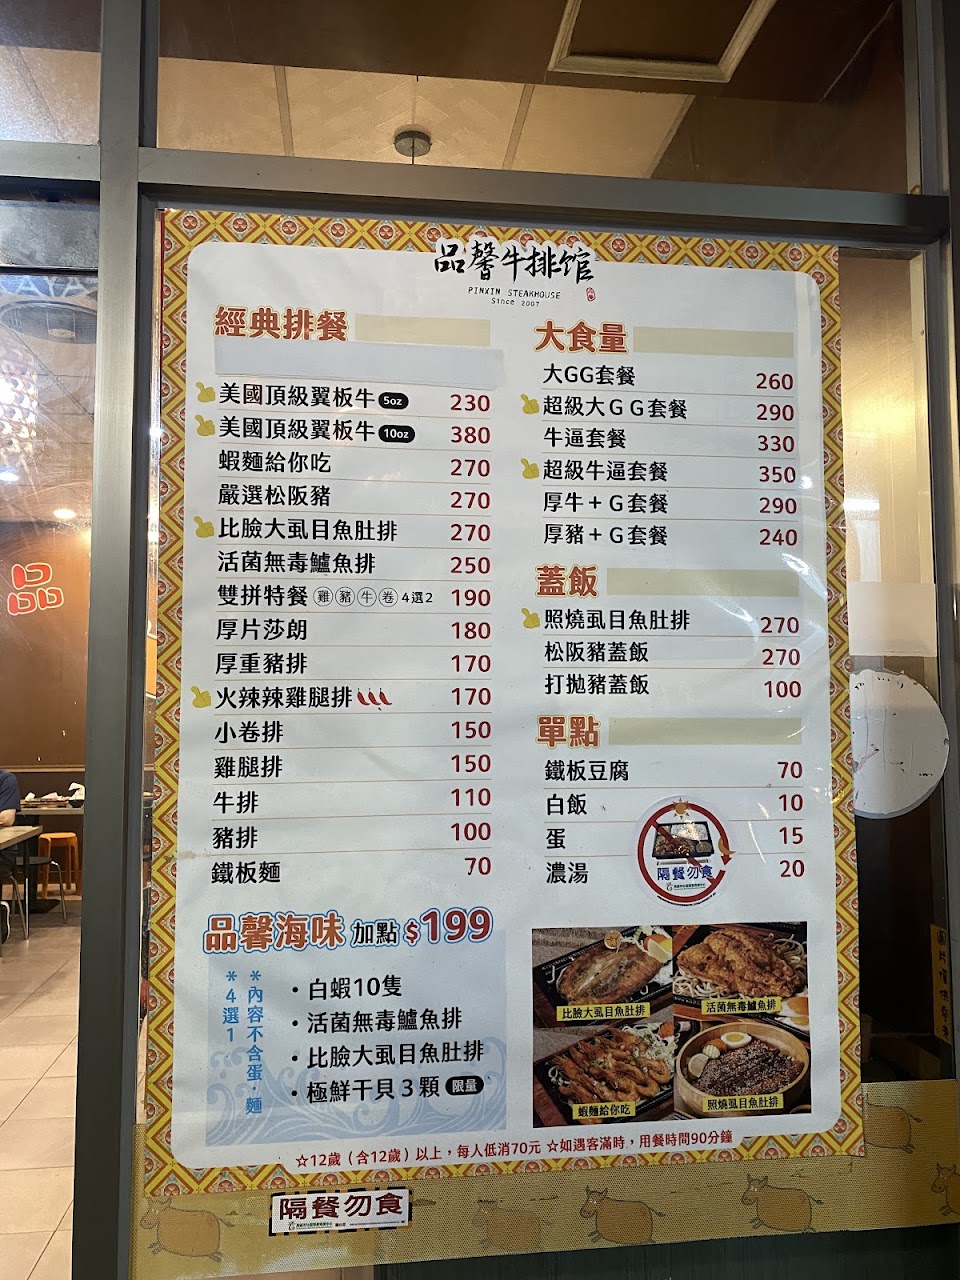 品馨牛排馆
PINXIN STEAKHOUSE
Since 2007
經典排餐
美國頂級翼板牛 5oz 230
美國頂級翼板牛 10oz 380
蝦麵給你吃 270
嚴選松阪豬 270
比臉大虱目魚肚排 270
活菌無毒鱸魚排 250
雙拼特餐 雞 豬 牛 卷 4選2 190
厚片莎朗 180
厚重豬排 170
火辣辣雞腿排 170
小卷排 150
雞腿排 150
牛排 110
豬排 100
鐵板麵 70
大食量
大GG套餐 260
超級大GG套餐 290
牛逼套餐 330
超級牛逼套餐 350
厚牛+G套餐 290
厚豬+G套餐 240
蓋飯
照燒虱目魚肚排 270
松阪豬蓋飯 270
打拋豬蓋飯 100
單點
鐵板豆腐 70
白飯 10
蛋 15
濃湯 20
隔餐勿食
品馨海味 加點 $199
*內容不含蛋.麵
*4選1
・白蝦10隻
・活菌無毒鱸魚排
・比臉大虱目魚肚排
・極鮮干貝3顆 限量
比臉大虱目魚肚排
活菌無毒鱸魚排
蝦麵給你吃
照燒虱目魚肚排
☆12歲（含12歲）以上，每人低消70元 ☆如遇客滿時，用餐時間90分鐘
隔餐勿食
品